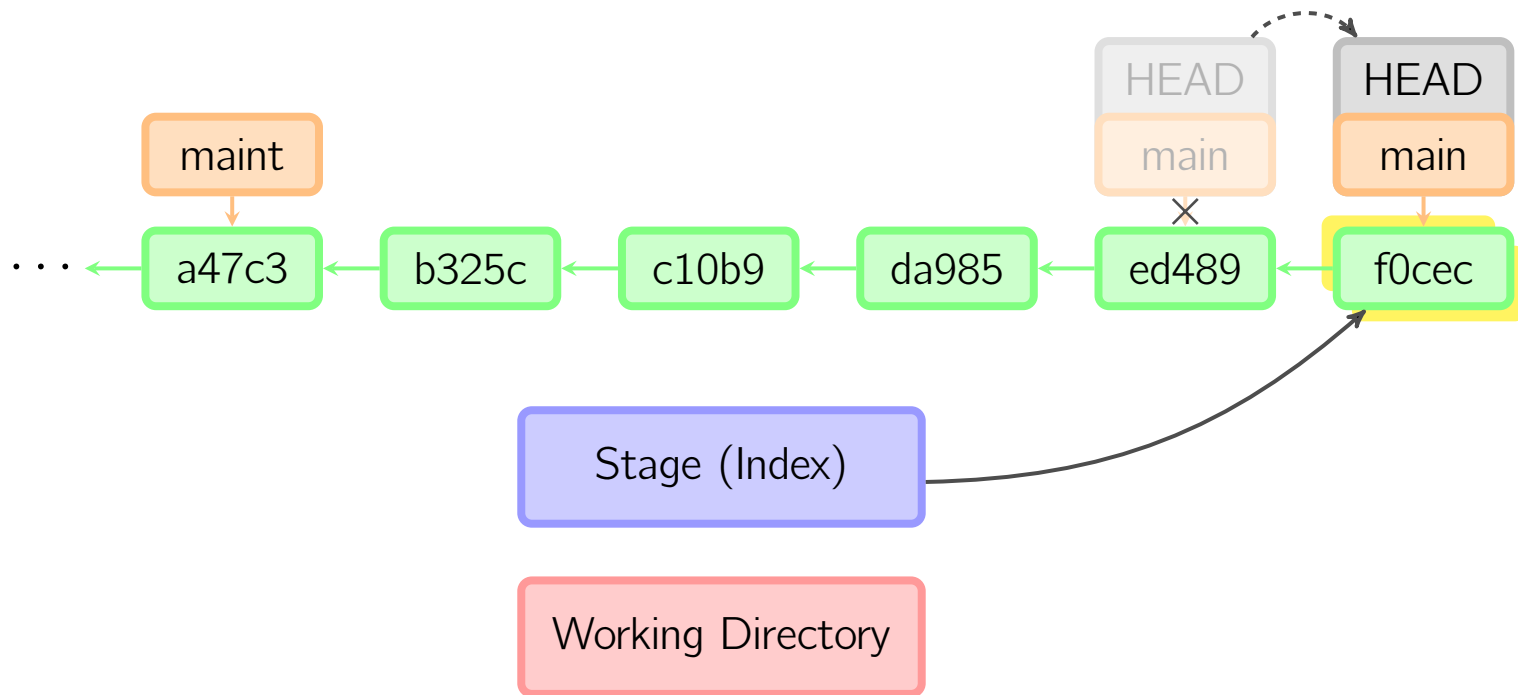 HEAD HEAD
maint main main
... a47c3 b325c c10b9 da985 ed489 f0cec
Stage (Index)
Working Directory